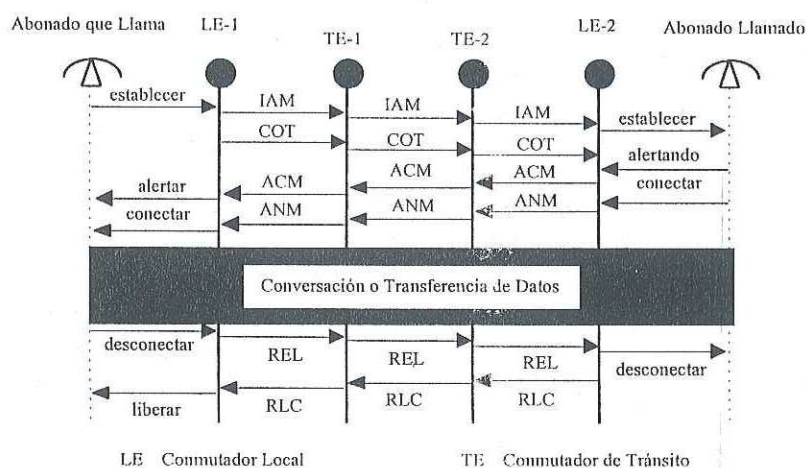 Abonado que Llama LE-1 TE-1 TE-2 LE-2 Abonado Llamado
establecer IAM IAM IAM establecer
COT COT COT alertando
alertar ACM ACM ACM conectar
conectar ANM ANM ANM
Conversación o Transferencia de Datos
desconectar REL REL REL desconectar
liberar RLC RLC RLC
LE Conmutador Local TE Conmutador de Tránsito